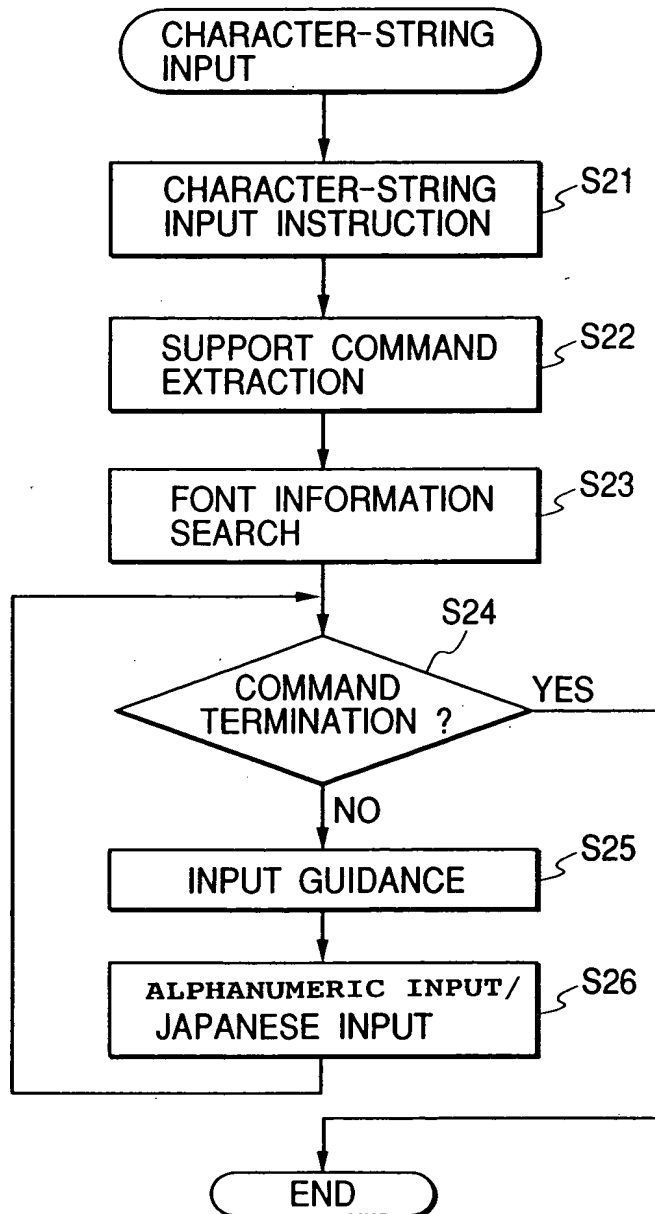 CHARACTER-STRING
INPUT
CHARACTER-STRING
INPUT INSTRUCTION
S21
SUPPORT COMMAND
EXTRACTION
S22
FONT INFORMATION
SEARCH
S23
S24
COMMAND
TERMINATION ?
YES
NO
INPUT GUIDANCE
S25
ALPHANUMERIC INPUT/
JAPANESE INPUT
S26
END